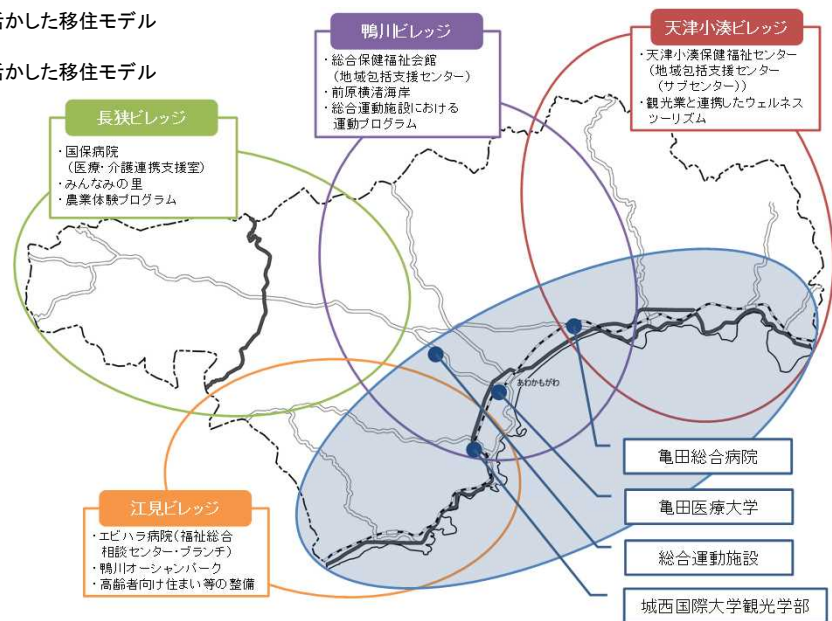 活かした移住モデル
活かした移住モデル
長狭ビレッジ
・国保病院
(医療・介護連携支援室)
・みんなみの里
・農業体験プログラム
鴨川ビレッジ
・総合保健福祉会館
(地域包括支援センター)
・前原横渚海岸
・総合運動施設における
運動プログラム
天津小湊ビレッジ
・天津小湊保健福祉センター
(地域包括支援センター
(サブセンター))
・観光業と連携したウェルネス
ツーリズム
あわかもがわ
江見ビレッジ
・エビハラ病院(福祉総合
相談センター・ブランチ)
・鴨川オーシャンパーク
・高齢者向け住まい等の整備
亀田総合病院
亀田医療大学
総合運動施設
城西国際大学観光学部